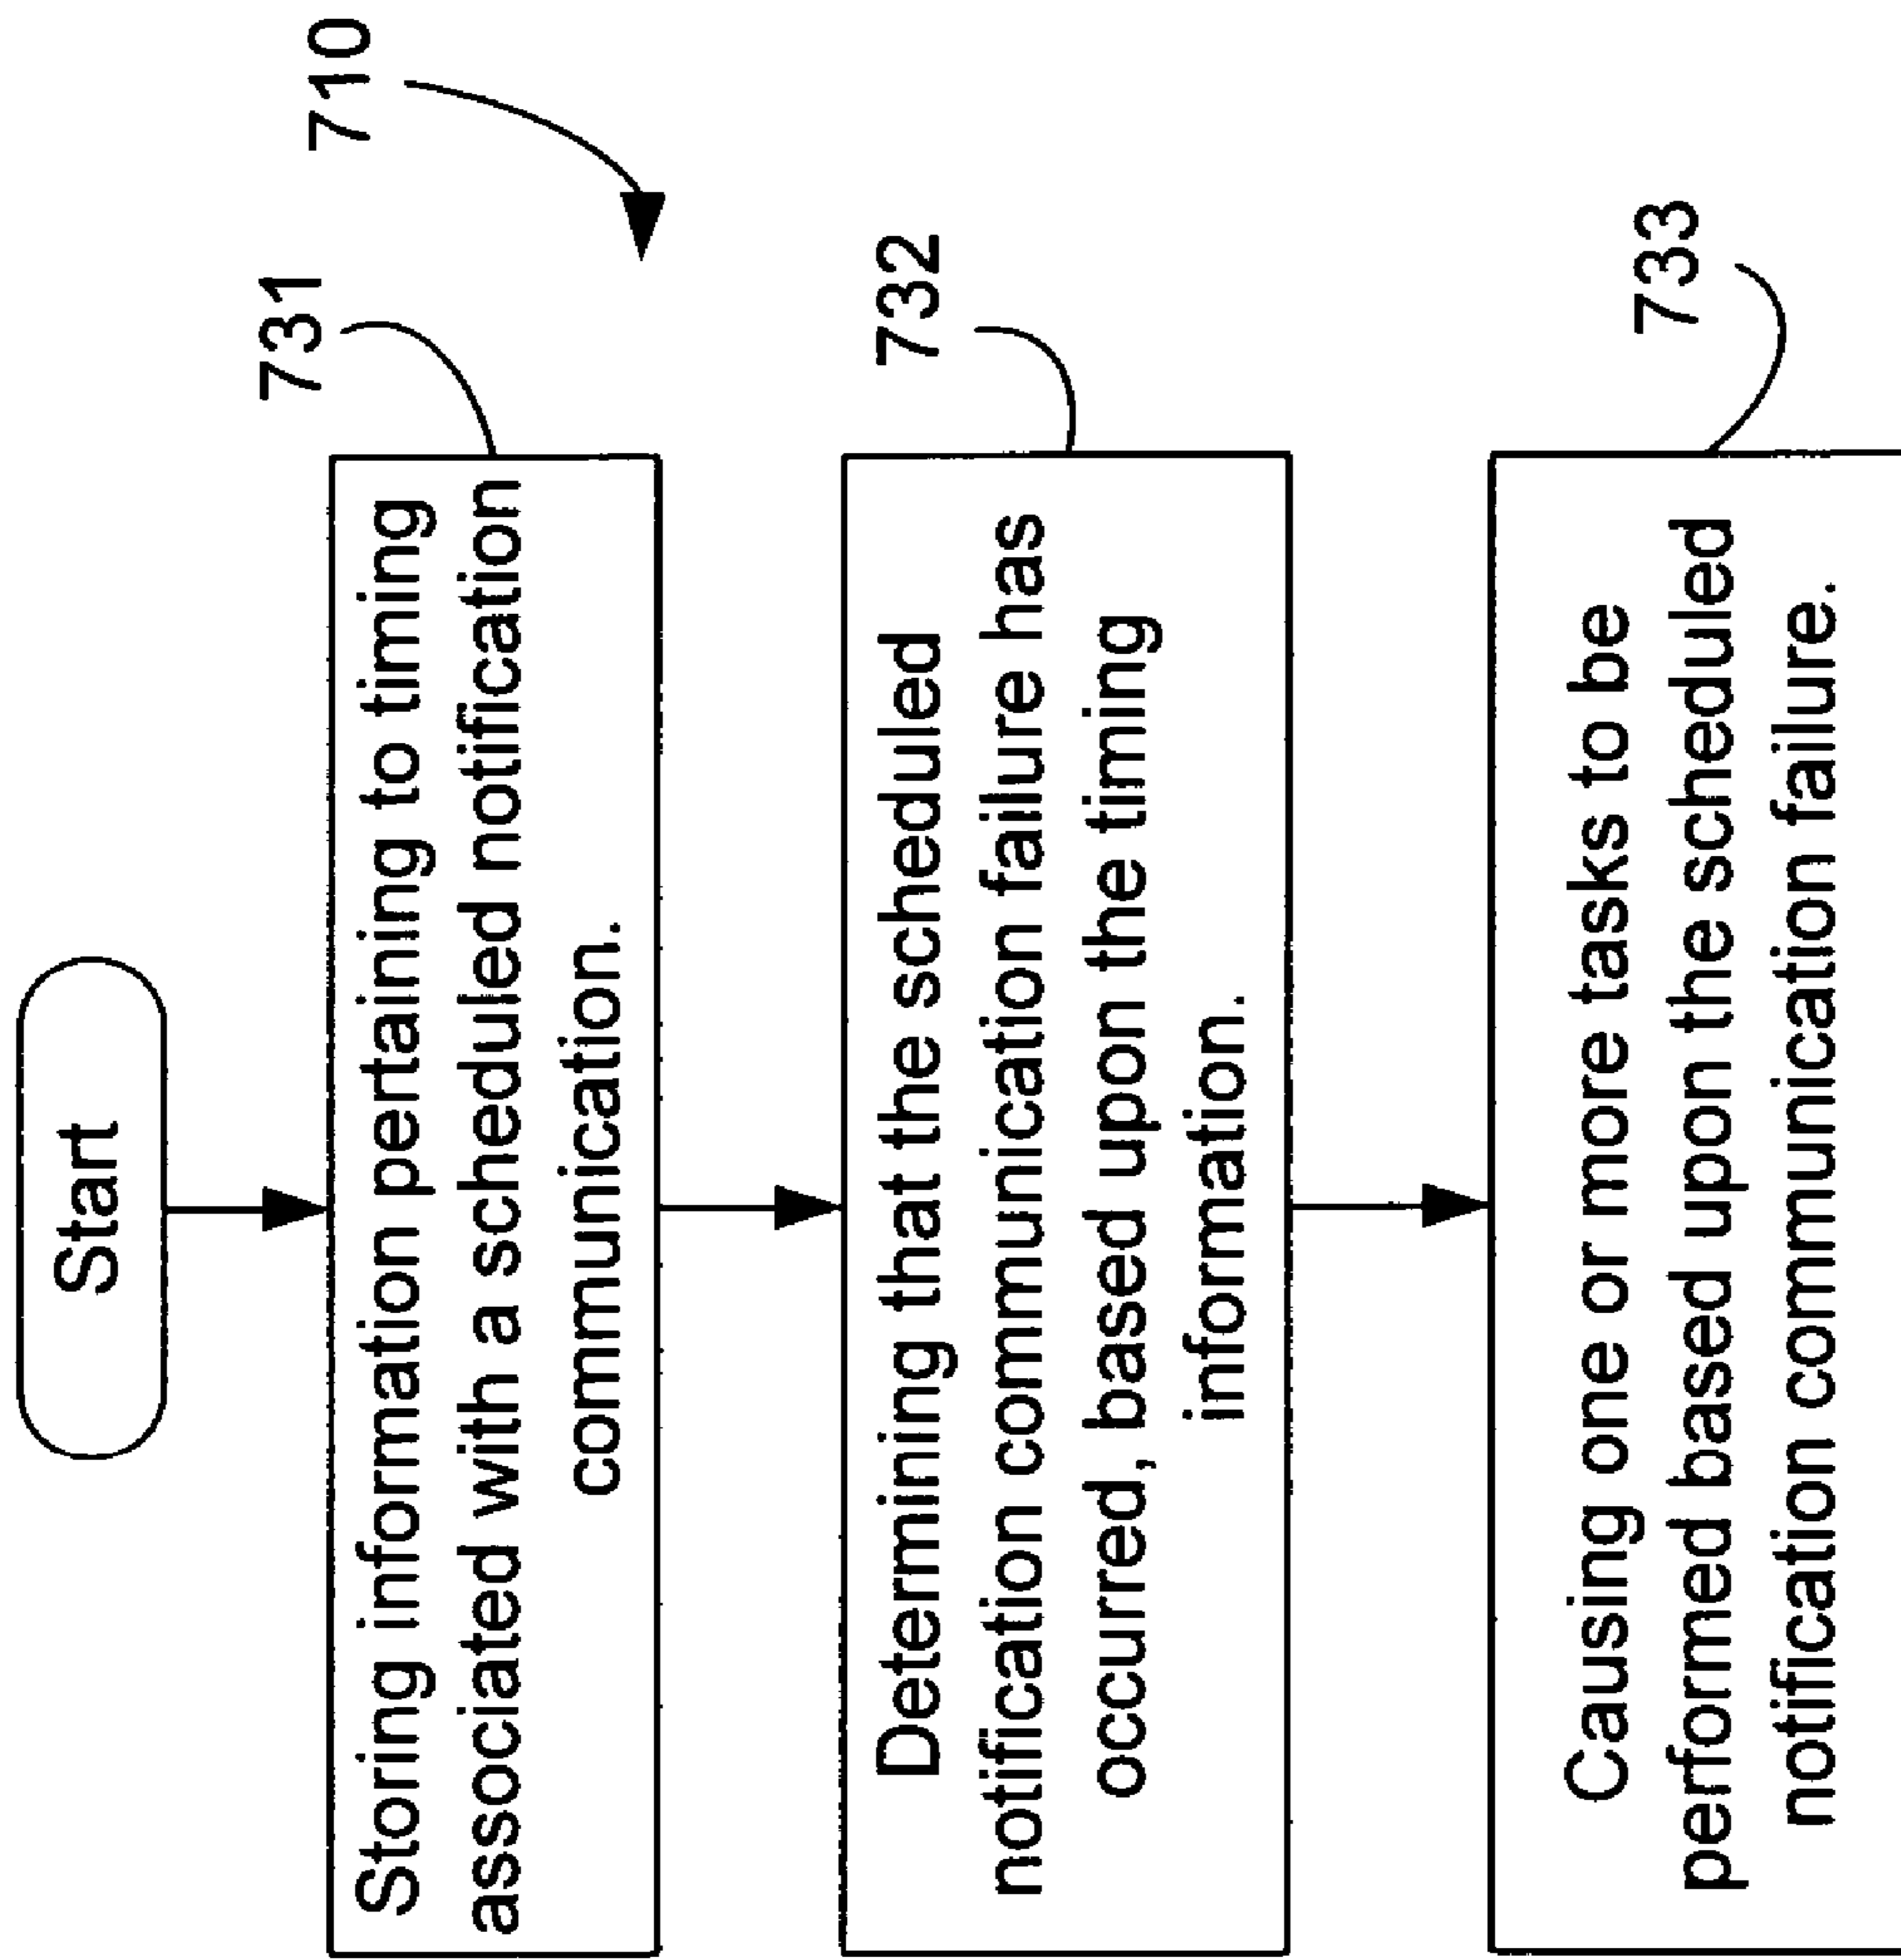 Start
710
731
Storing information pertaining to timing
associated with a scheduled notification
communication.
732
Determining that the scheduled
notification communication failure has
occurred, based upon the timing
information.
733
Causing one or more tasks to be
performed based upon the scheduled
notification communication failure.